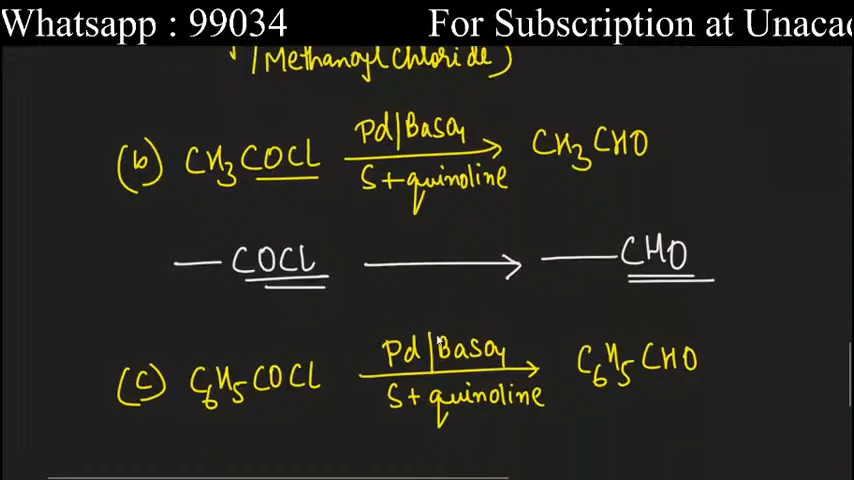 Whatsapp : 99034 For Subscription at Unacac
(Methanoyl Chloride)
(b) CH3COCl Pd|BaSO4 S+quinoline CH3CHO
— COCl → — CHO
(c) C6H5COCl Pd|BaSO4 S+quinoline C6H5CHO